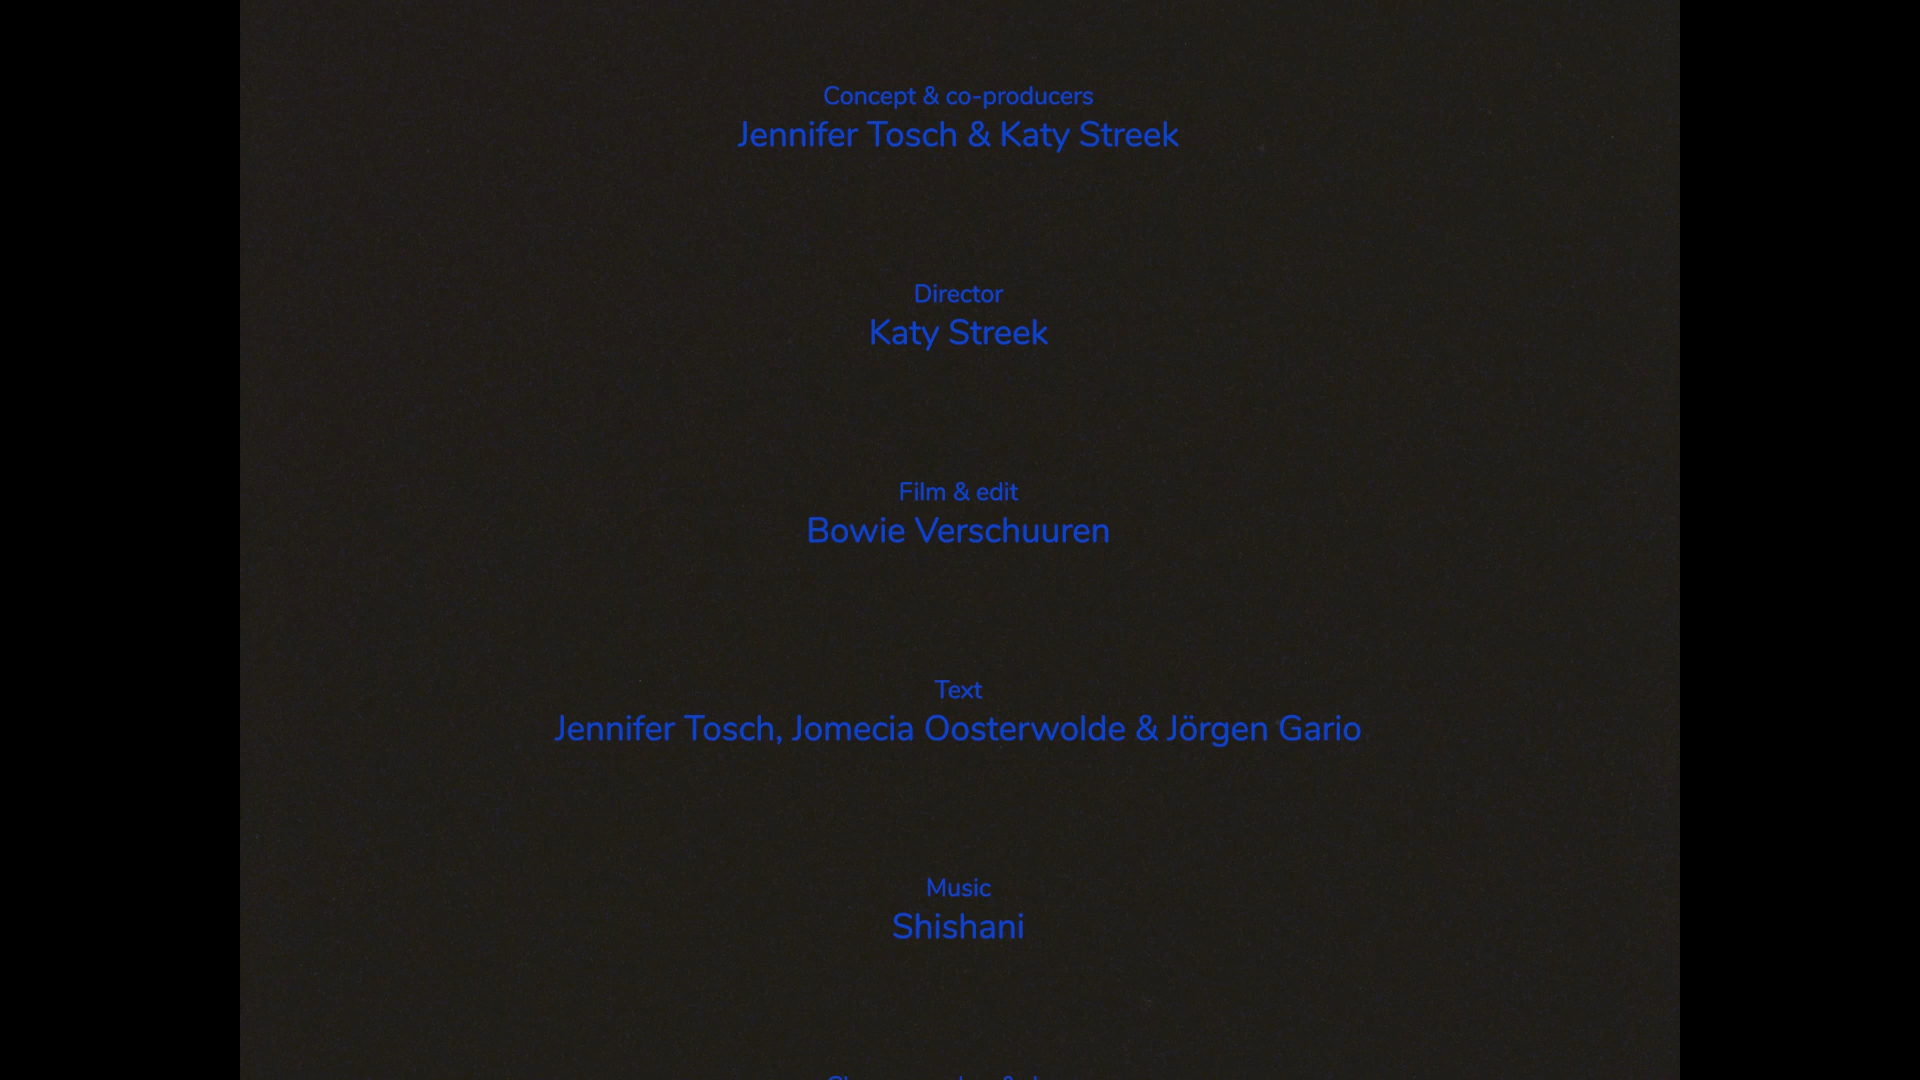 Concept & co-producers
Jennifer Tosch & Katy Streek
Director
Katy Streek
Film & edit
Bowie Verschuuren
Text
Jennifer Tosch, Jomecia Oosterwolde & Jörgen Gario
Music
Shishani